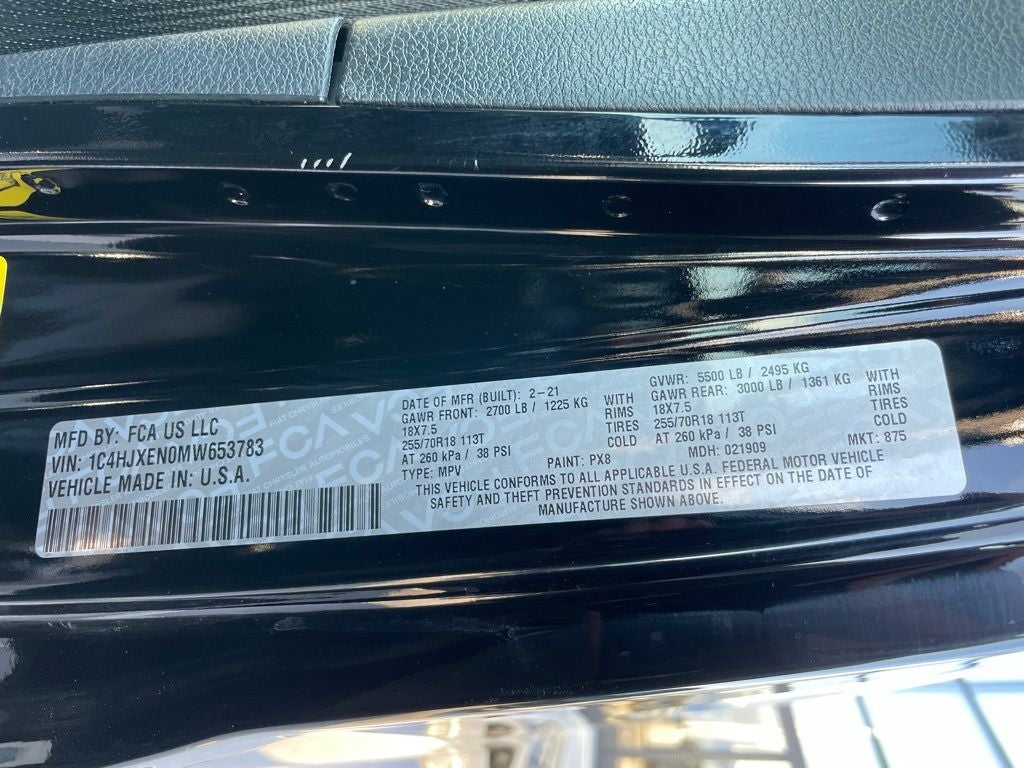 MFD BY: FCA US LLC
VIN: 1C4HJXEN0MW653783
VEHICLE MADE IN: U.S.A.
DATE OF MFR (BUILT): 2-21
GAWR FRONT: 2700 LB / 1225 KG WITH
18X7.5 RIMS
255/70R18 113T TIRES
AT 260 kPa / 38 PSI COLD
GVWR: 5500 LB / 2495 KG
GAWR REAR: 3000 LB / 1361 KG WITH
18X7.5 RIMS
255/70R18 113T TIRES
AT 260 kPa / 38 PSI COLD
TYPE: MPV PAINT: PX8 MDH: 021909 MKT: 875
THIS VEHICLE CONFORMS TO ALL APPLICABLE U.S.A. FEDERAL MOTOR VEHICLE
SAFETY AND THEFT PREVENTION STANDARDS IN EFFECT ON THE DATE OF
MANUFACTURE SHOWN ABOVE.